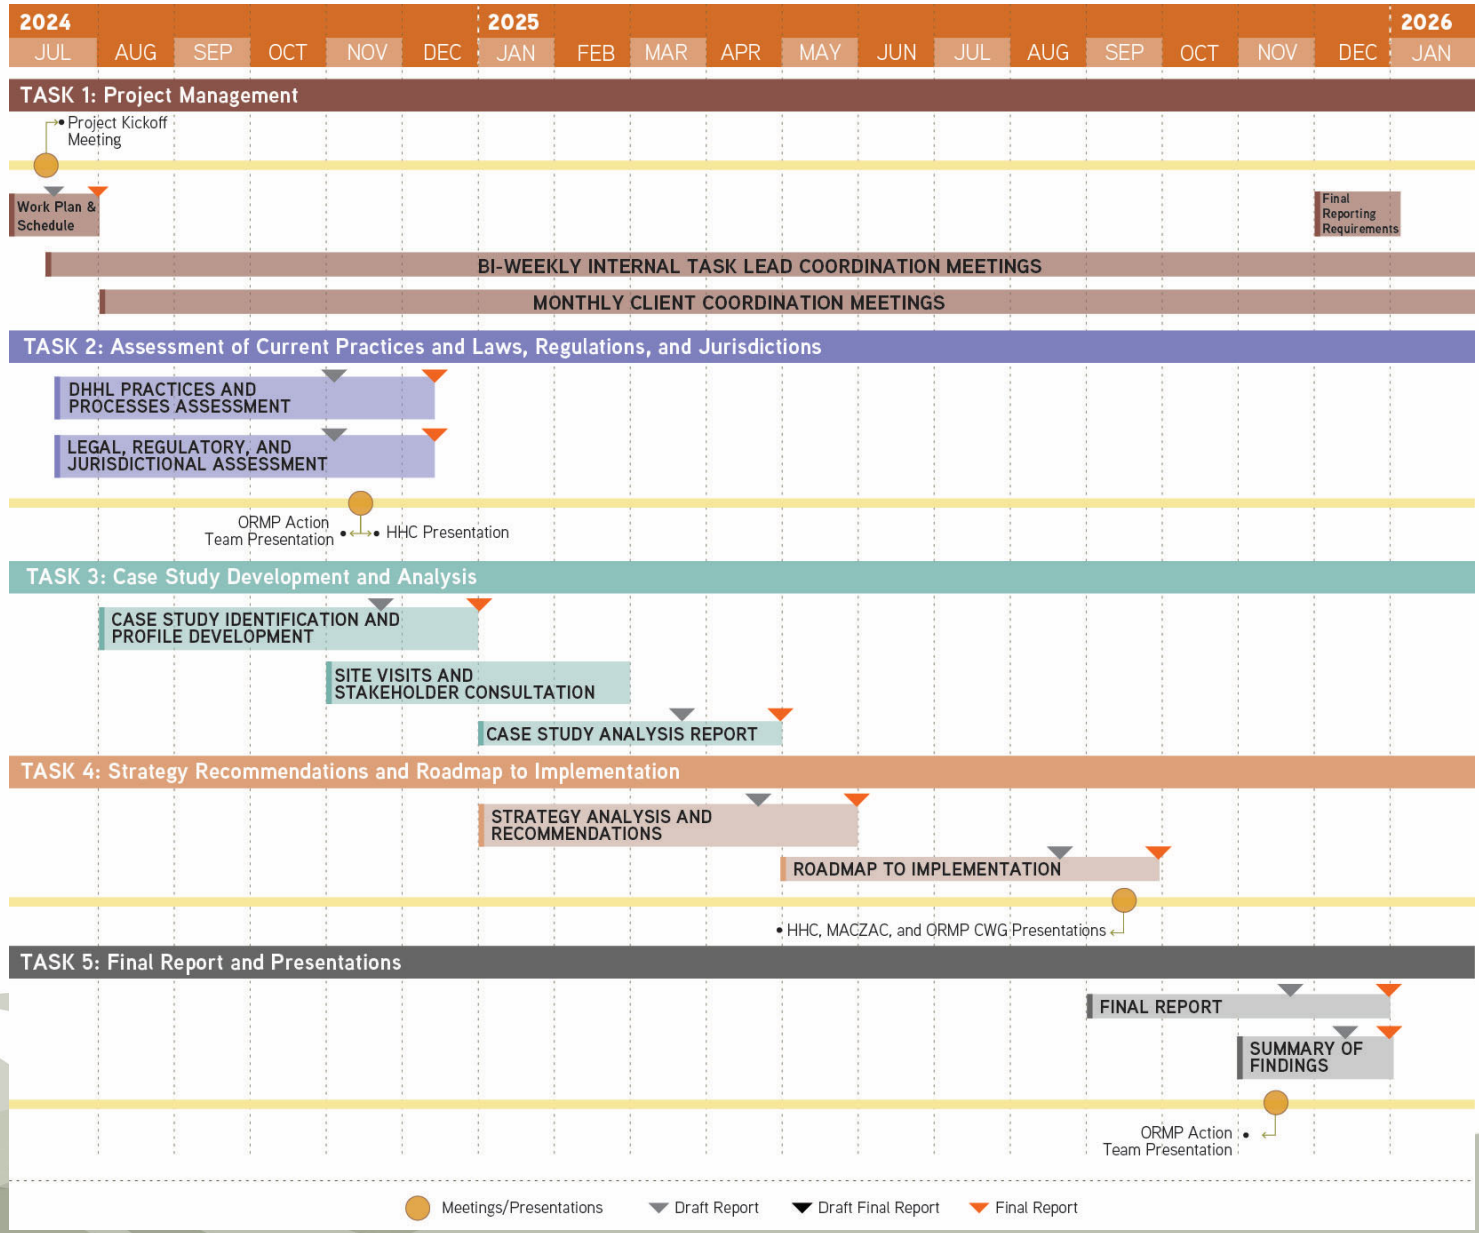 2024 2025 2026
JUL AUG SEP OCT NOV DEC JAN FEB MAR APR MAY JUN JUL AUG SEP OCT NOV DEC JAN
TASK 1: Project Management
• Project Kickoff
Meeting
Work Plan &
Schedule
Final
Reporting
Requirements
BI-WEEKLY INTERNAL TASK LEAD COORDINATION MEETINGS
MONTHLY CLIENT COORDINATION MEETINGS
TASK 2: Assessment of Current Practices and Laws, Regulations, and Jurisdictions
DHHL PRACTICES AND
PROCESSES ASSESSMENT
LEGAL, REGULATORY, AND
JURISDICTIONAL ASSESSMENT
ORMP Action
Team Presentation •
• HHC Presentation
TASK 3: Case Study Development and Analysis
CASE STUDY IDENTIFICATION AND
PROFILE DEVELOPMENT
SITE VISITS AND
STAKEHOLDER CONSULTATION
CASE STUDY ANALYSIS REPORT
TASK 4: Strategy Recommendations and Roadmap to Implementation
STRATEGY ANALYSIS AND
RECOMMENDATIONS
ROADMAP TO IMPLEMENTATION
• HHC, MACZAC, and ORMP CWG Presentations
TASK 5: Final Report and Presentations
FINAL REPORT
SUMMARY OF
FINDINGS
ORMP Action •
Team Presentation
Meetings/Presentations Draft Report Draft Final Report Final Report